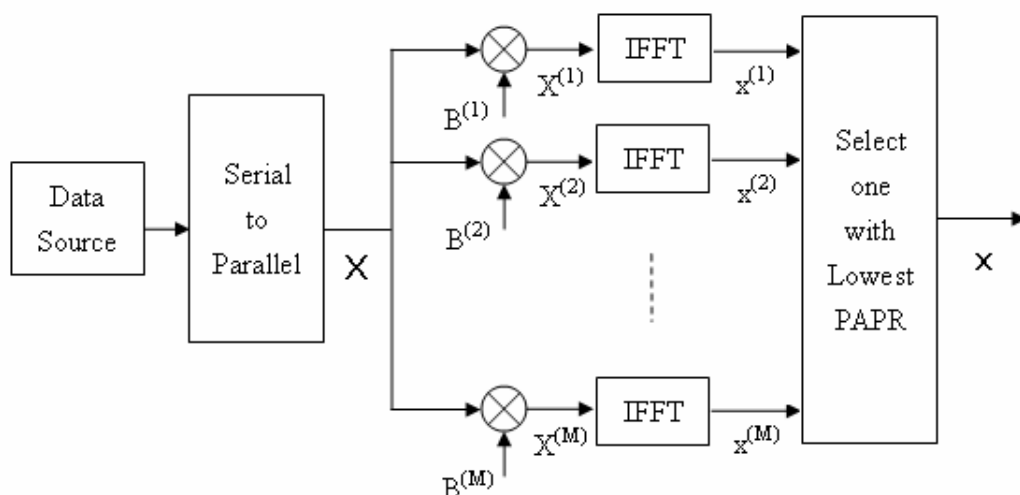 Data
Source
Serial
to
Parallel
X
B(1)
X(1)
IFFT
x(1)
B(2)
X(2)
IFFT
x(2)
B(M)
X(M)
IFFT
x(M)
Select
one
with
Lowest
PAPR
x